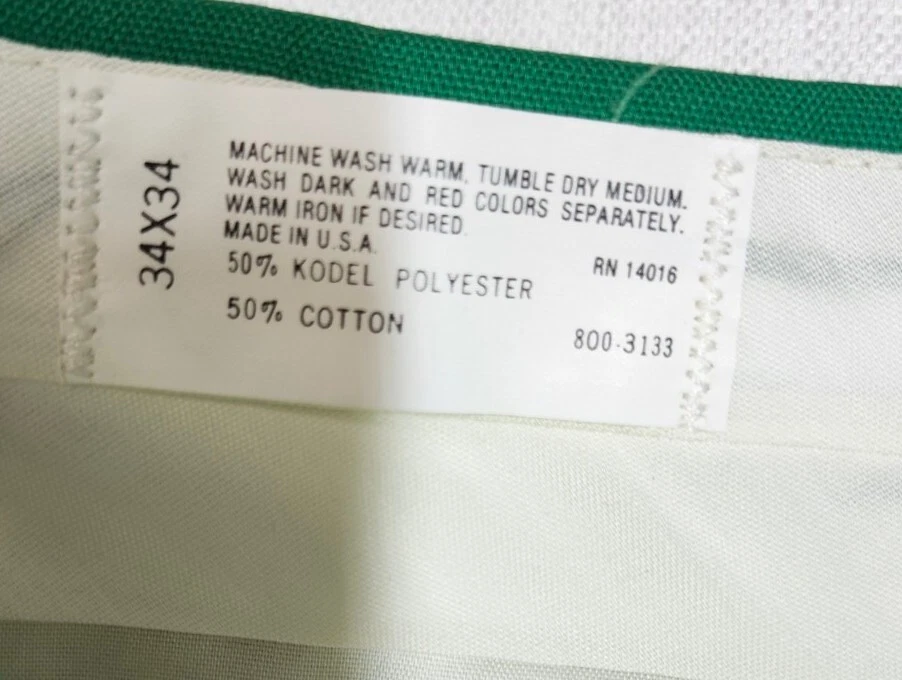 34X34
MACHINE WASH WARM, TUMBLE DRY MEDIUM.
WASH DARK AND RED COLORS SEPARATELY.
WARM IRON IF DESIRED.
MADE IN U.S.A.
RN 14016
50% KODEL POLYESTER
50% COTTON
800-3133